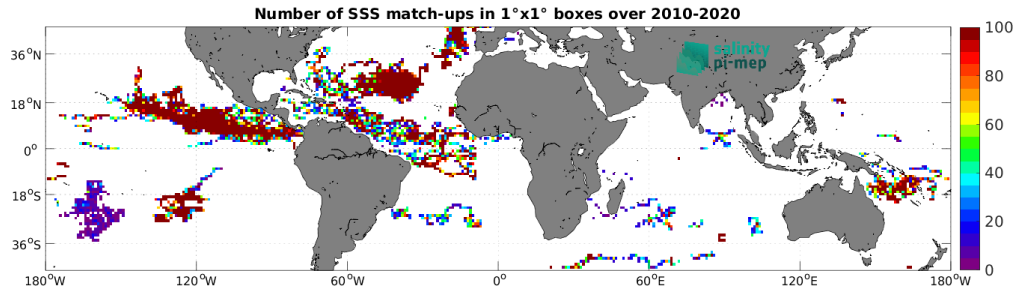 Number of SSS match-ups in 1°x1° boxes over 2010-2020
salinity
pi-mep
36°N
18°N
0°
18°S
36°S
180°W
120°W
60°W
0°
60°E
120°E
180°W
100
80
60
40
20
0